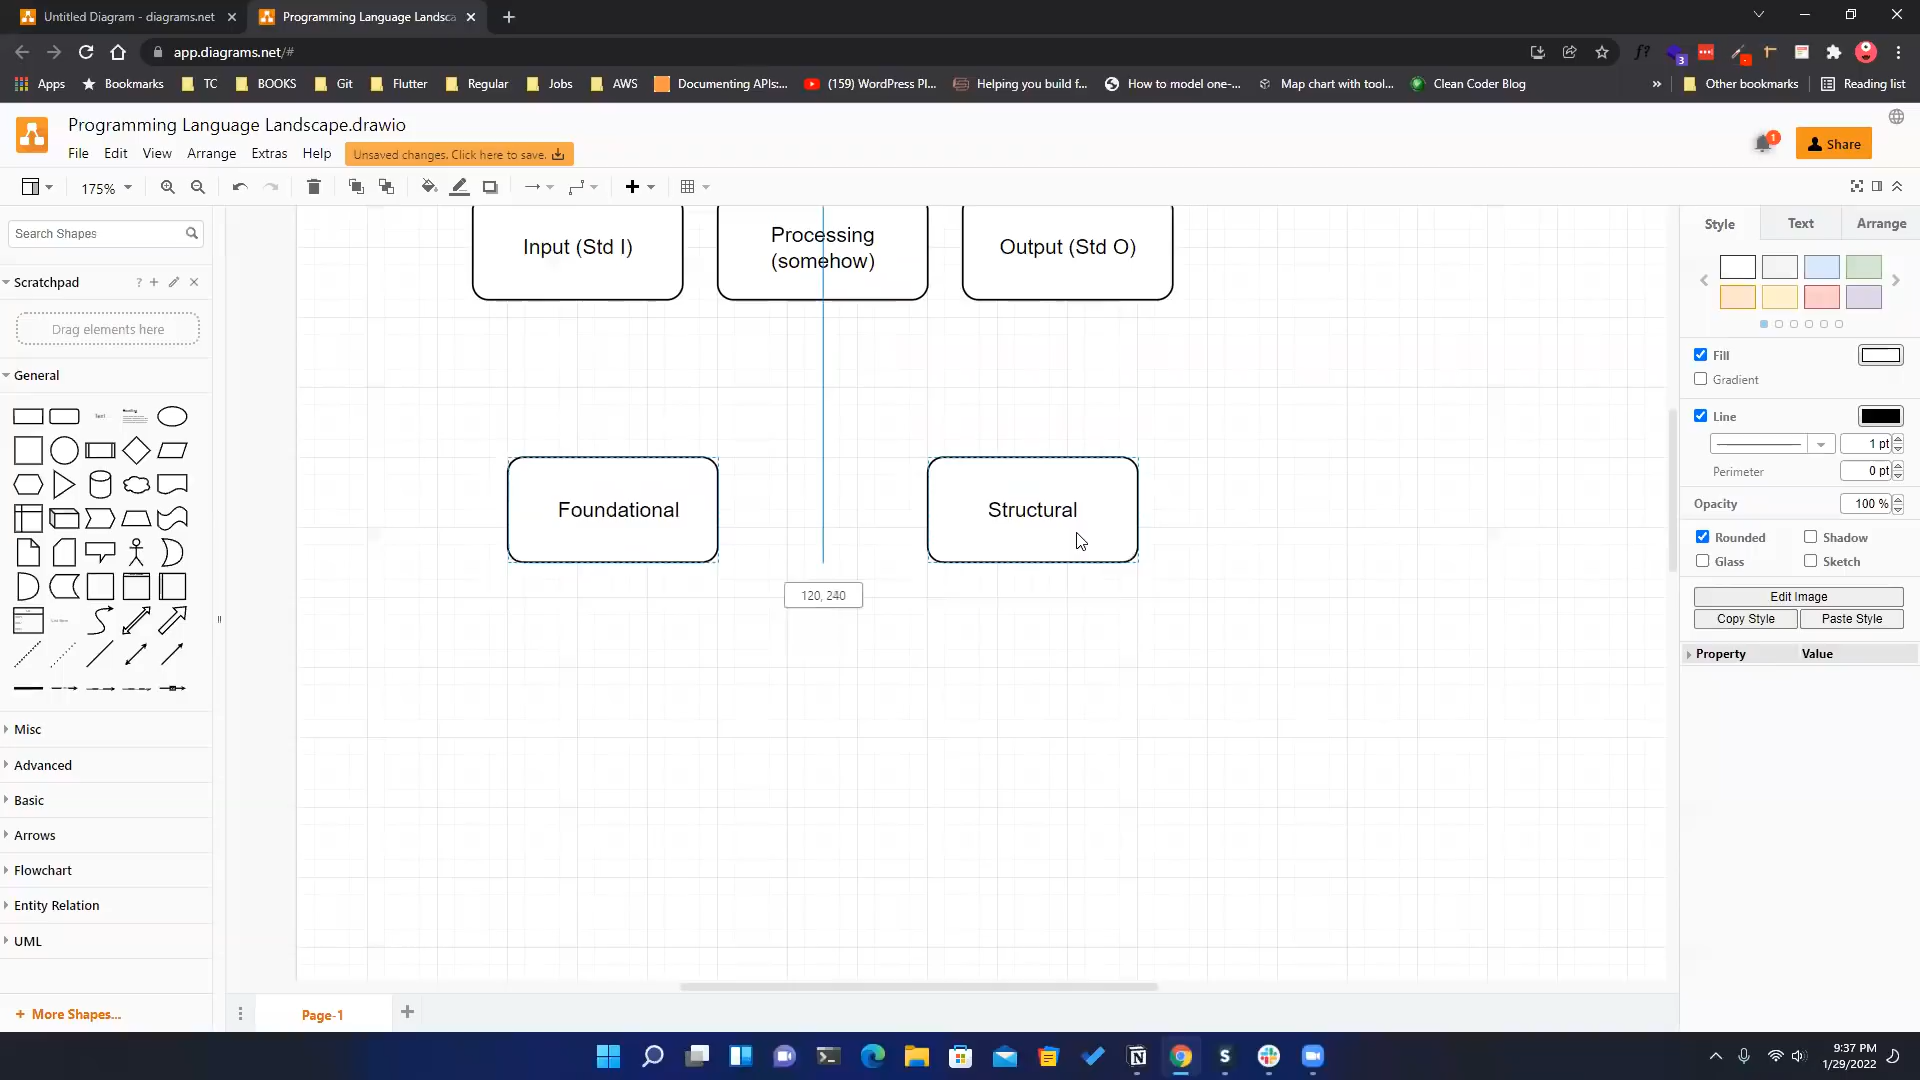 Untitled Diagram - diagrams.net
Programming Language Landsca
app.diagrams.net/#
f?
3
Apps
Bookmarks
TC
BOOKS
Git
Flutter
Regular
Jobs
AWS
Documenting APIs:...
(159) WordPress Pl...
Helping you build f...
How to model one-...
Map chart with tool...
Clean Coder Blog
»
Other bookmarks
Reading list
Programming Language Landscape.drawio
File
Edit
View
Arrange
Extras
Help
Unsaved changes. Click here to save.
1
Share
175%
Search Shapes
Scratchpad
?
Drag elements here
General
Text
Heading
Misc
Advanced
Basic
Arrows
Flowchart
Entity Relation
UML
+ More Shapes...
Input (Std I)
Processing
(somehow)
Output (Std O)
Foundational
Structural
120, 240
Page-1
Style
Text
Arrange
Fill
Gradient
Line
1 pt
Perimeter
0 pt
Opacity
100 %
Rounded
Shadow
Glass
Sketch
Edit Image
Copy Style
Paste Style
Property
Value
9:37 PM
1/29/2022